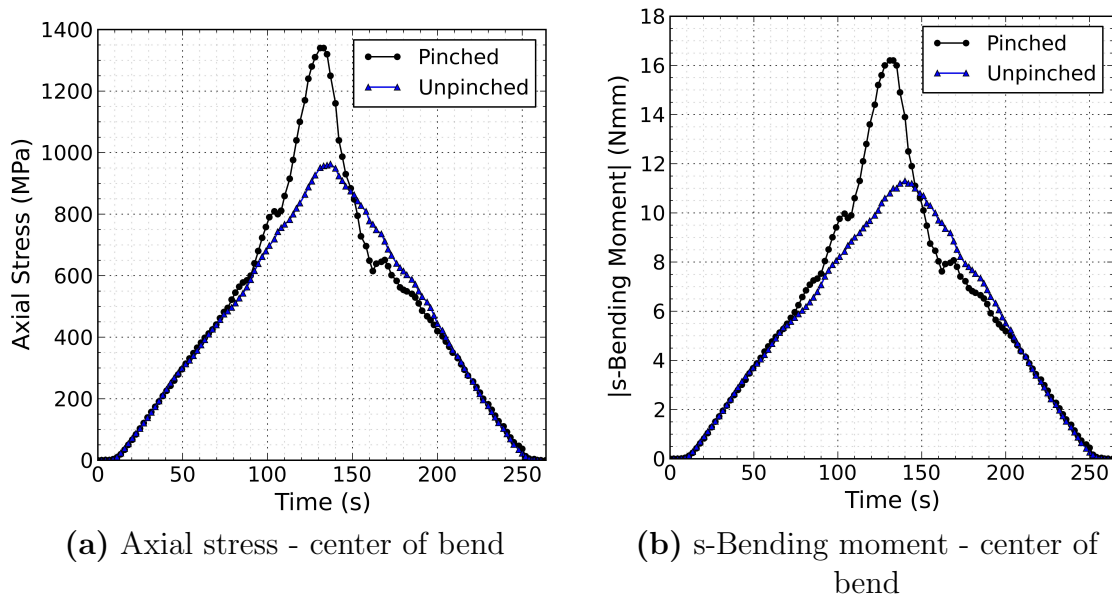 1400
1200
1000
800
600
400
200
0
Axial Stress (MPa)
Pinched
Unpinched
0 50 100 150 200 250
Time (s)
(a) Axial stress - center of bend
18
16
14
12
10
8
6
4
2
0
|s-Bending Moment| (Nmm)
Pinched
Unpinched
0 50 100 150 200 250
Time (s)
(b) s-Bending moment - center of
bend